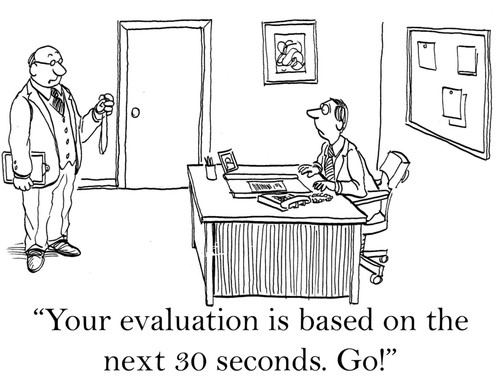 “Your evaluation is based on the
next 30 seconds. Go!”